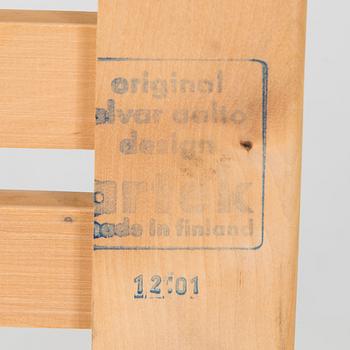 original
alvar aalto
design
artek
made in finland
12:01